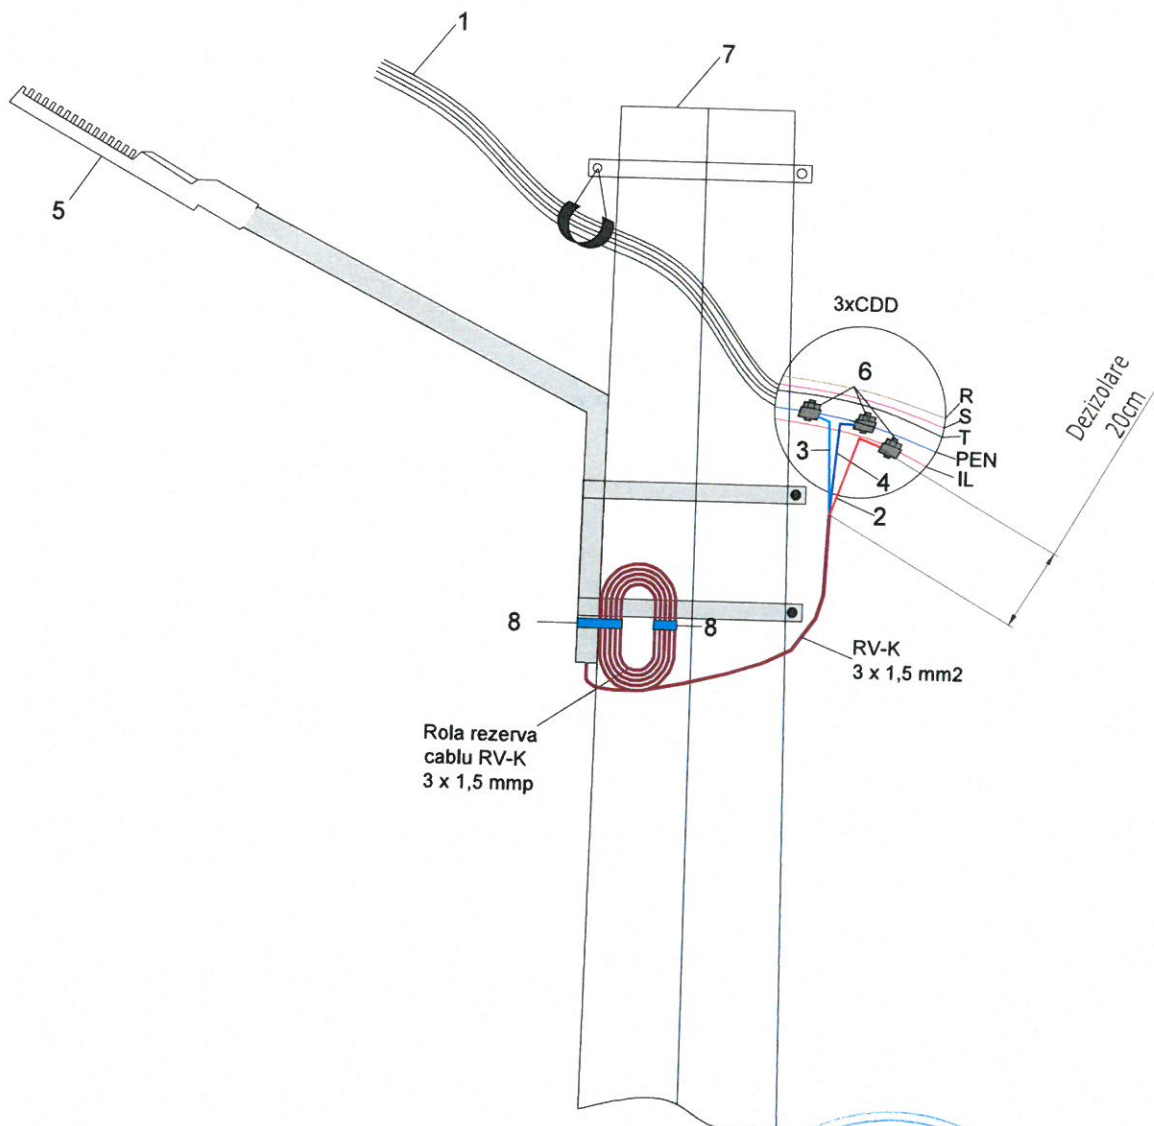 1
7
5
3xCDD
6
R
S
T
PEN
IL
3
4
2
Dezizolare
20cm
8
8
RV-K
3 x 1,5 mm2
Rola rezerva
cablu RV-K
3 x 1,5 mmp